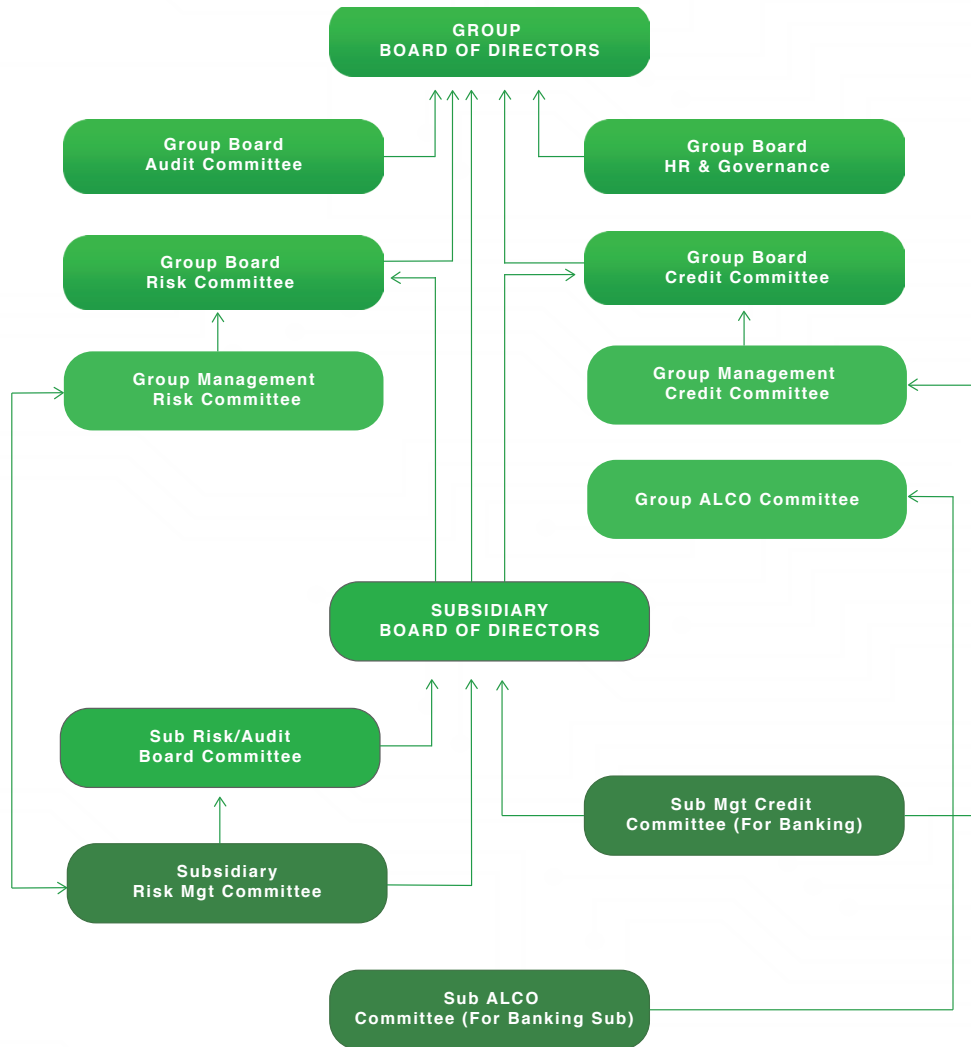 GROUP
BOARD OF DIRECTORS
Group Board
Audit Committee
Group Board
HR & Governance
Group Board
Risk Committee
Group Board
Credit Committee
Group Management
Risk Committee
Group Management
Credit Committee
Group ALCO Committee
SUBSIDIARY
BOARD OF DIRECTORS
Sub Risk/Audit
Board Committee
Sub Mgt Credit
Committee (For Banking)
Subsidiary
Risk Mgt Committee
Sub ALCO
Committee (For Banking Sub)